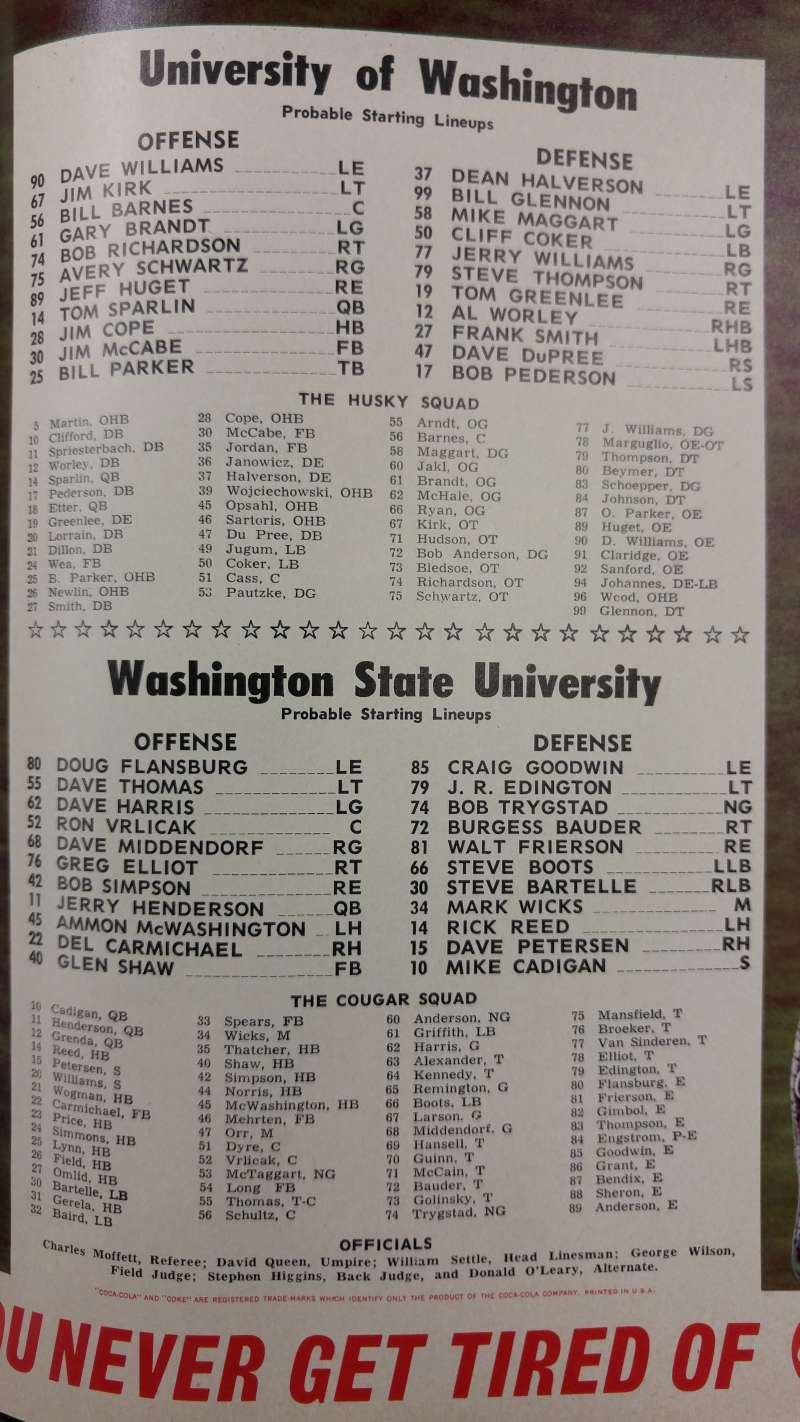 University of Washington
Probable Starting Lineups
OFFENSE
90 DAVE WILLIAMS LE
67 JIM KIRK LT
56 BILL BARNES C
61 GARY BRANDT LG
74 BOB RICHARDSON RT
75 AVERY SCHWARTZ RG
89 JEFF HUGET RE
14 TOM SPARLIN QB
28 JIM COPE HB
30 JIM McCABE FB
25 BILL PARKER TB
DEFENSE
37 DEAN HALVERSON LE
99 BILL GLENNON LT
58 MIKE MAGGART LG
50 CLIFF COKER LB
77 JERRY WILLIAMS RG
79 STEVE THOMPSON RT
19 TOM GREENLEE RE
12 AL WORLEY RHB
27 FRANK SMITH LHB
47 DAVE DuPREE RS
17 BOB PEDERSON LS
THE HUSKY SQUAD
5 Martin, OHB
10 Clifford, DB
11 Spriesterbach, DB
12 Worley, DB
14 Sparlin, QB
17 Pederson, DB
18 Etter, QB
19 Greenlee, DE
20 Lorrain, DB
21 Dillon, DB
24 Wea, FB
25 B. Parker, OHB
26 Newlin, OHB
27 Smith, DB
28 Cope, OHB
30 McCabe, FB
35 Jordan, FB
36 Janowicz, DE
37 Halverson, DE
39 Wojciechowski, OHB
45 Opsahl, OHB
46 Sartoris, OHB
47 Du Pree, DB
49 Jugum, LB
50 Coker, LB
51 Cass, C
53 Pautzke, DG
55 Arndt, OG
56 Barnes, C
58 Maggart, DG
60 Jakl, OG
61 Brandt, OG
62 McHale, OG
66 Ryan, OG
67 Kirk, OT
71 Hudson, OT
72 Bob Anderson, DG
73 Bledsoe, OT
74 Richardson, OT
75 Schwartz, OT
77 J. Williams, DG
78 Marguglio, OE-OT
79 Thompson, DT
80 Beymer, DT
83 Schoepper, DG
84 Johnson, DT
87 O. Parker, OE
89 Huget, OE
90 D. Williams, OE
91 Claridge, OE
92 Sanford, OE
94 Johannes, DE-LB
96 Wood, OHB
99 Glennon, DT
Washington State University
Probable Starting Lineups
OFFENSE
80 DOUG FLANSBURG LE
55 DAVE THOMAS LT
62 DAVE HARRIS LG
52 RON VRLICAK C
68 DAVE MIDDENDORF RG
76 GREG ELLIOT RT
42 BOB SIMPSON RE
11 JERRY HENDERSON QB
45 AMMON McWASHINGTON LH
22 DEL CARMICHAEL RH
40 GLEN SHAW FB
DEFENSE
85 CRAIG GOODWIN LE
79 J. R. EDINGTON LT
74 BOB TRYGSTAD NG
72 BURGESS BAUDER RT
81 WALT FRIERSON RE
66 STEVE BOOTS LLB
30 STEVE BARTELLE RLB
34 MARK WICKS M
14 RICK REED LH
15 DAVE PETERSEN RH
10 MIKE CADIGAN S
THE COUGAR SQUAD
10 Cadigan, QB
11 Henderson, QB
12 Grenda, QB
14 Reed, HB
15 Petersen, S
20 Williams, S
21 Wogman, HB
22 Carmichael, FB
23 Price, HB
24 Simmons, HB
25 Lynn, HB
26 Field, HB
27 Omlid, HB
30 Bartelle, LB
31 Gerela, HB
32 Baird, LB
33 Spears, FB
34 Wicks, M
35 Thatcher, HB
40 Shaw, HB
42 Simpson, HB
44 Norris, HB
45 McWashington, HB
46 Mehrten, FB
47 Orr, M
51 Dyre, C
52 Vrlicak, C
53 McTaggart, NG
54 Long FB
55 Thomas, T-C
56 Schultz, C
60 Anderson, NG
61 Griffith, LB
62 Harris, G
63 Alexander, T
64 Kennedy, T
65 Remington, G
66 Boots, LB
67 Larson, G
68 Middendorf, G
69 Hansell, T
70 Guinn, T
71 McCain, T
72 Bauder, T
73 Golinsky, T
74 Trygstad, NG
75 Mansfield, T
76 Broeker, T
77 Van Sinderen, T
78 Elliot, T
79 Edington, T
80 Flansburg, E
81 Frierson, E
82 Gimbol, E
83 Thompson, E
84 Engstrom, P-E
85 Goodwin, E
86 Grant, E
87 Bendix, E
88 Sheron, E
89 Anderson, E
OFFICIALS
Charles Moffett, Referee; David Queen, Umpire; William Settle, Head Linesman; George Wilson,
Field Judge; Stephen Higgins, Back Judge, and Donald O'Leary, Alternate.
"COCA-COLA" AND "COKE" ARE REGISTERED TRADE-MARKS WHICH IDENTIFY ONLY THE PRODUCT OF THE COCA-COLA COMPANY. PRINTED IN U.S.A.
OU NEVER GET TIRED OF